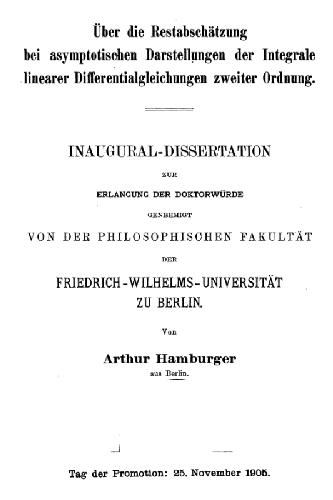 Über die Restabschätzung
bei asymptotischen Darstellungen der Integrale
linearer Differentialgleichungen zweiter Ordnung.
INAUGURAL-DISSERTATION
ZUR
ERLANGUNG DER DOKTORWÜRDE
GENEHMIGT
VON DER PHILOSOPHISCHEN FAKULTÄT
DER
FRIEDRICH-WILHELMS-UNIVERSITÄT
ZU BERLIN.
Von
Arthur Hamburger
aus Berlin.
Tag der Promotion: 25. November 1905.